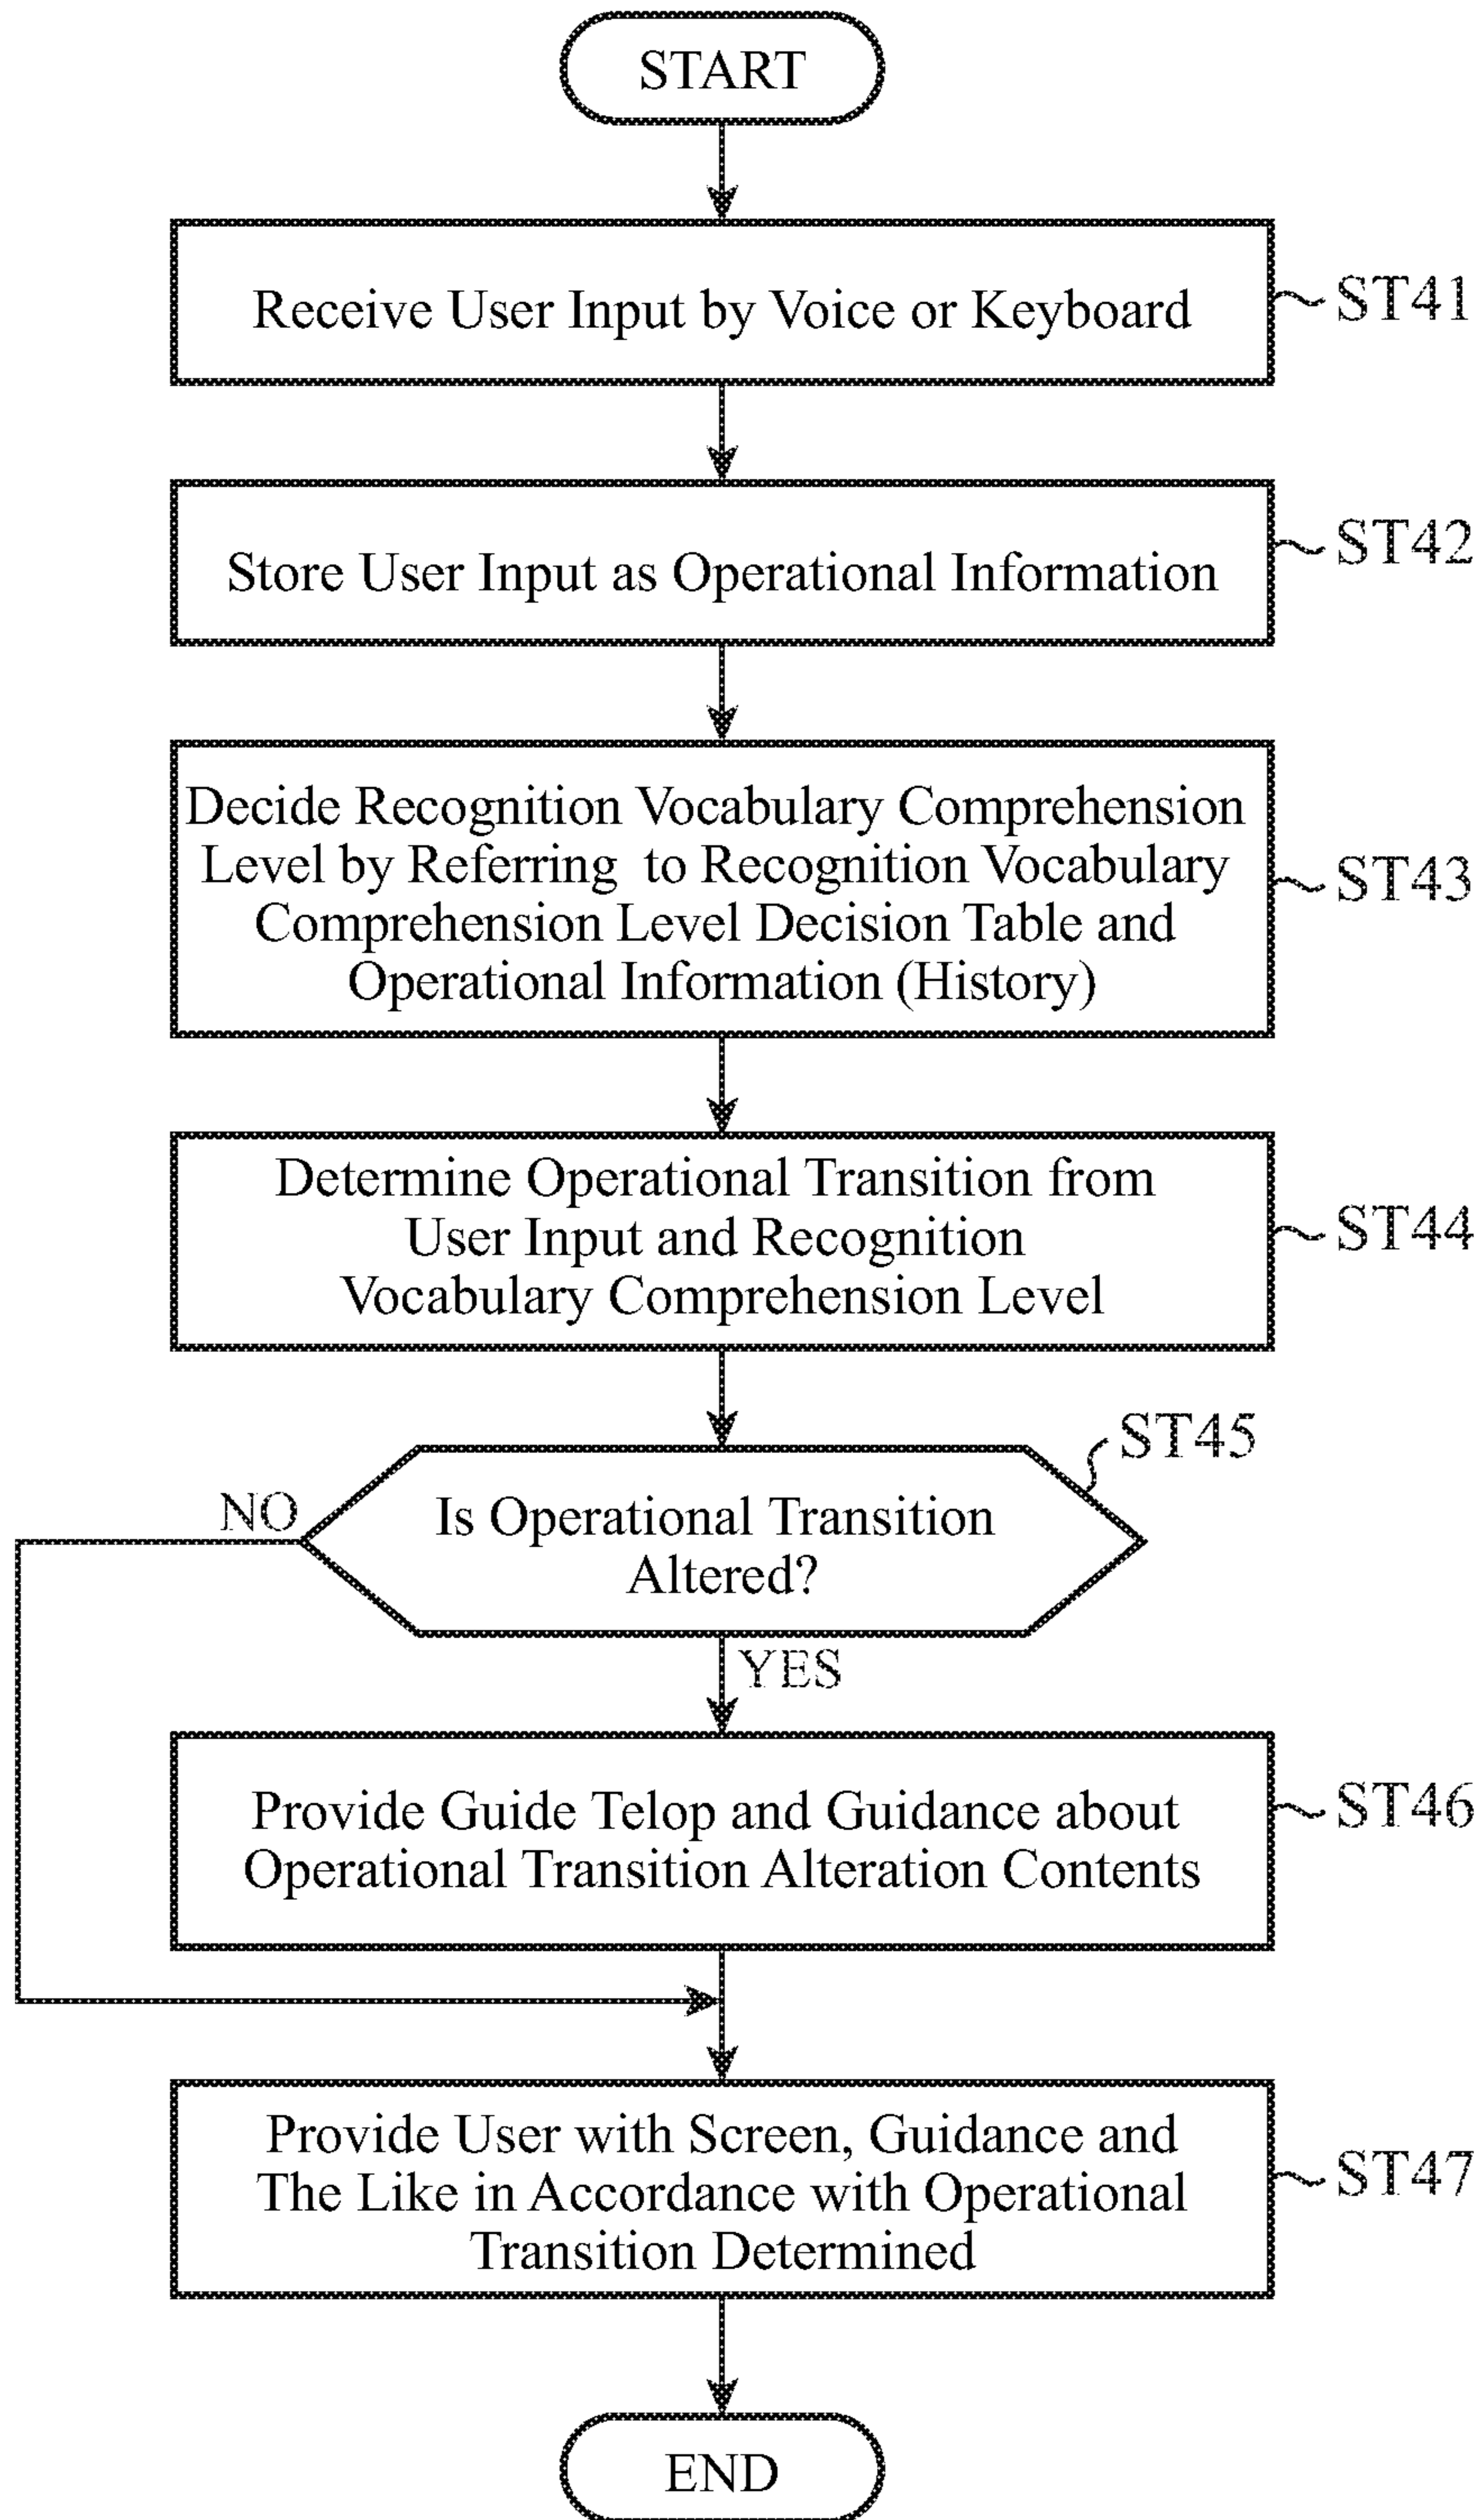 START
Receive User Input by Voice or Keyboard
ST41
Store User Input as Operational Information
ST42
Decide Recognition Vocabulary Comprehension
Level by Referring to Recognition Vocabulary
Comprehension Level Decision Table and
Operational Information (History)
ST43
Determine Operational Transition from
User Input and Recognition
Vocabulary Comprehension Level
ST44
ST45
NO
Is Operational Transition
Altered?
YES
Provide Guide Telop and Guidance about
Operational Transition Alteration Contents
ST46
Provide User with Screen, Guidance and
The Like in Accordance with Operational
Transition Determined
ST47
END